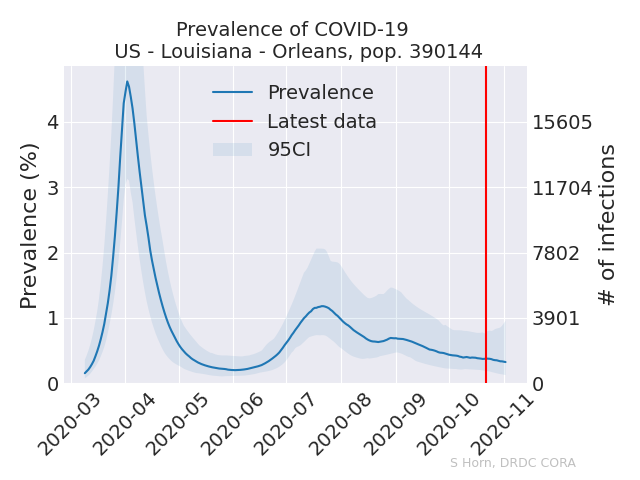 Prevalence of COVID-19
US - Louisiana - Orleans, pop. 390144
Prevalence
Latest data
95CI
Prevalence (%)
4
3
2
1
0
15605
11704
7802
3901
0
# of infections
2020-03
2020-04
2020-05
2020-06
2020-07
2020-08
2020-09
2020-10
2020-11
S Horn, DRDC CORA